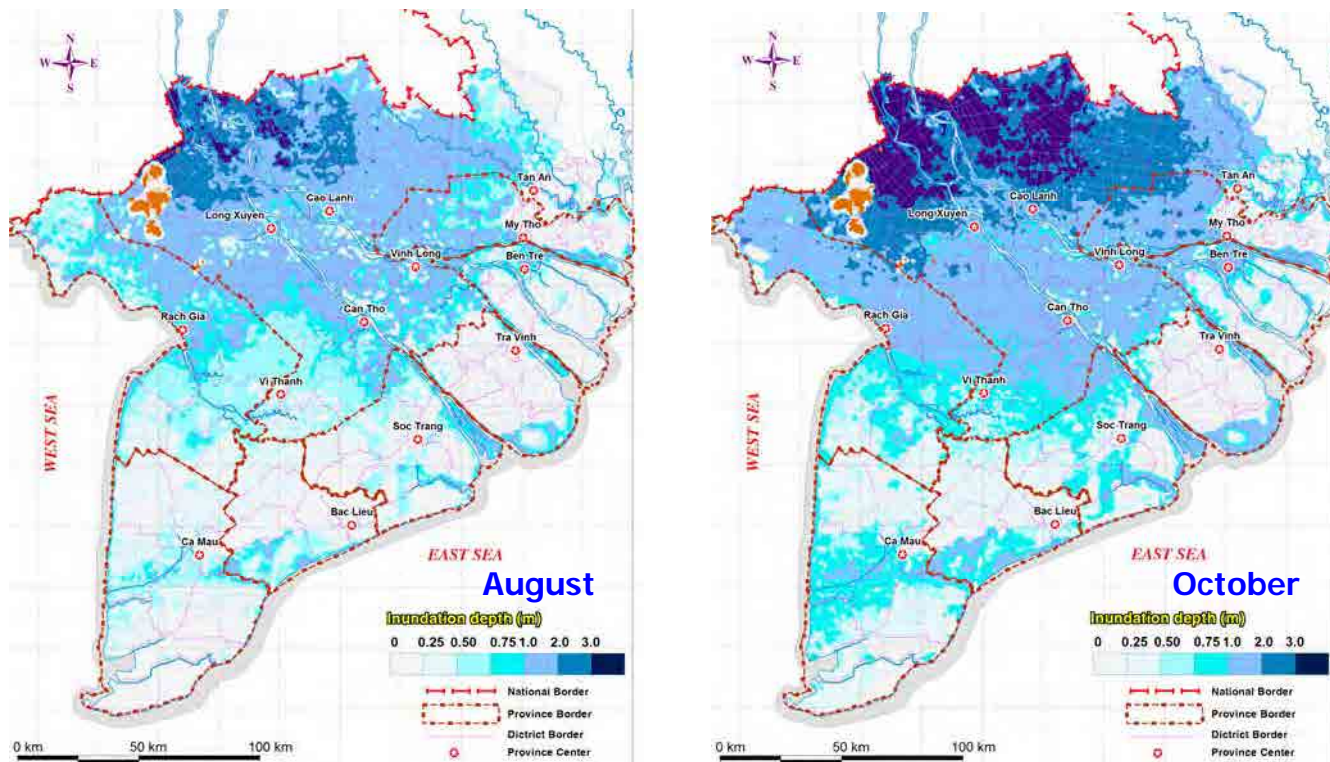 N
W E
S
Tan An
Cao Lanh
Long Xuyen
My Tho
Vinh Long
Ben Tre
Can Tho
Rach Gia
Tra Vinh
Vi Thanh
WEST SEA
Soc Trang
Bac Lieu
Ca Mau
EAST SEA
August
Inundation depth (m)
0 0.25 0.50 0.75 1.0 2.0 3.0
National Border
Province Border
Dictrict Border
Province Center
0 km 50 km 100 km
N
W E
S
Tan An
Cao Lanh
Long Xuyen
My Tho
Vinh Long
Ben Tre
Can Tho
Rach Gia
Tra Vinh
Vi Thanh
WEST SEA
Soc Trang
Bac Lieu
Ca Mau
EAST SEA
October
Inundation depth (m)
0 0.25 0.50 0.75 1.0 2.0 3.0
National Border
Province Border
Dictrict Border
Province Center
0 km 50 km 100 km